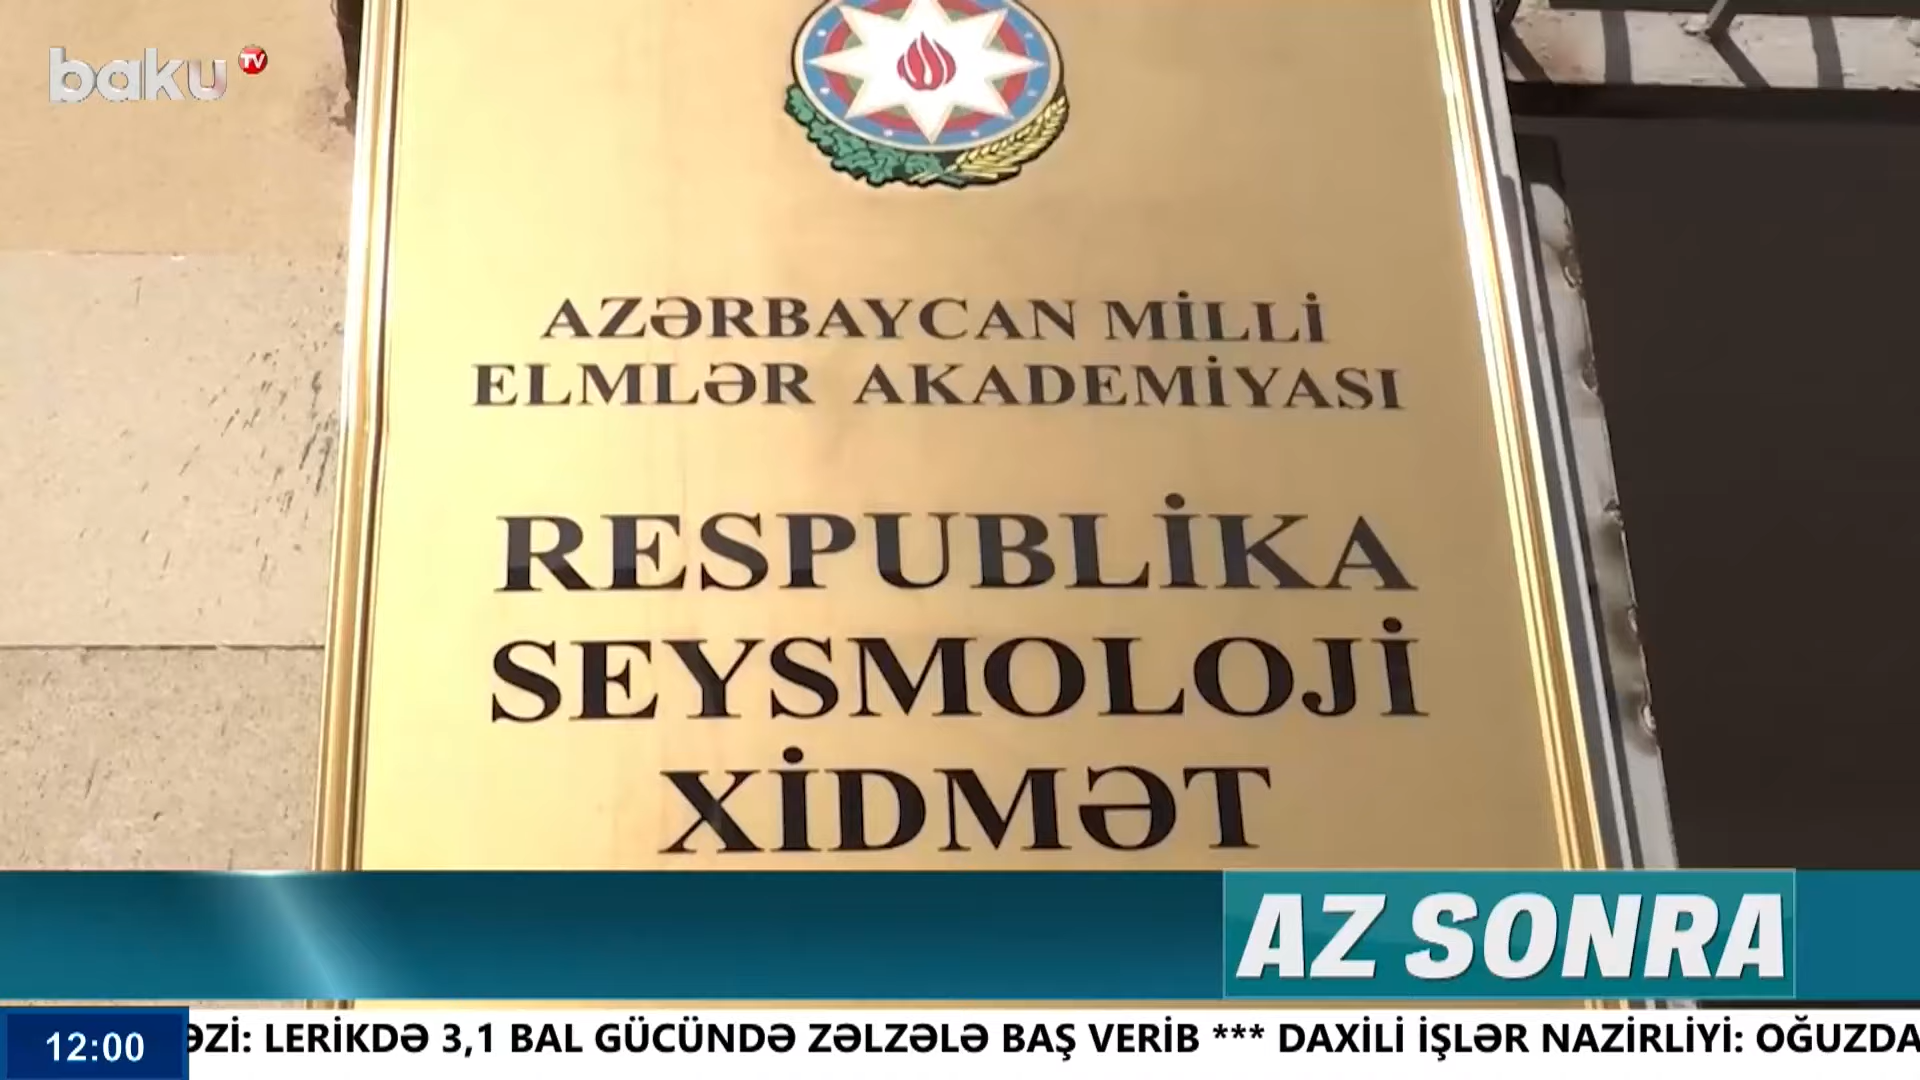 baku TV
AZƏRBAYCAN MİLLİ
ELMLƏR AKADEMİYASI
RESPUBLİKA
SEYSMOLOJİ
XİDMƏT
AZ SONRA
12:00
ƏZİ: LERİKDƏ 3,1 BAL GÜCÜNDƏ ZƏLZƏLƏ BAŞ VERİB *** DAXİLİ İŞLƏR NAZİRLİYİ: OĞUZDA